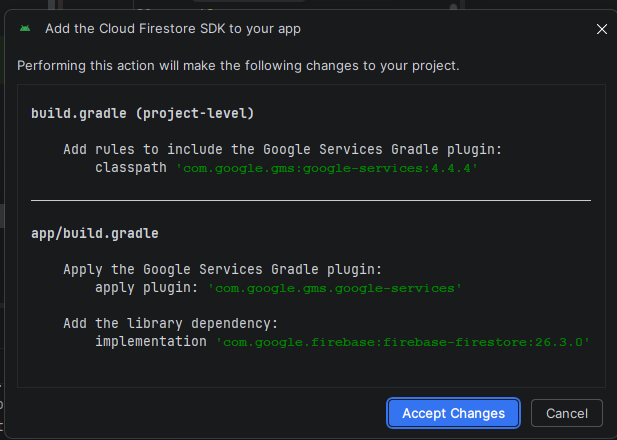 Add the Cloud Firestore SDK to your app
Performing this action will make the following changes to your project.
build.gradle (project-level)
Add rules to include the Google Services Gradle plugin:
classpath 'com.google.gms:google-services:4.4.4'
app/build.gradle
Apply the Google Services Gradle plugin:
apply plugin: 'com.google.gms.google-services'
Add the library dependency:
implementation 'com.google.firebase:firebase-firestore:26.3.0'
Accept Changes
Cancel